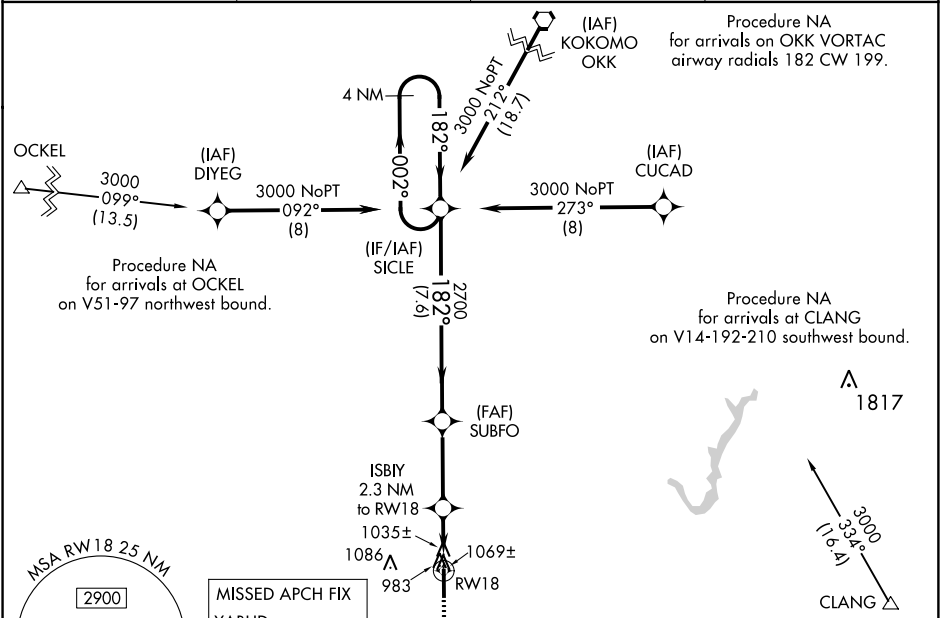 (IAF)
KOKOMO
OKK
Procedure NA
for arrivals on OKK VORTAC
airway radials 182 CW 199.
4 NM
182°
002°
3000 NoPT
212°
(18.7)
OCKEL
3000
099°
(13.5)
(IAF)
DIYEG
3000 NoPT
092°
(8)
(IAF)
CUCAD
3000 NoPT
273°
(8)
(IF/IAF)
SICLE
Procedure NA
for arrivals at OCKEL
on V51-97 northwest bound.
2700
182°
(7.6)
Procedure NA
for arrivals at CLANG
on V14-192-210 southwest bound.
1817
(FAF)
SUBFO
ISBIY
2.3 NM
to RW18
1035±
1086
1069±
983
RW18
3000
334°
(16.4)
CLANG
MSA RW18 25 NM
2900
MISSED APCH FIX